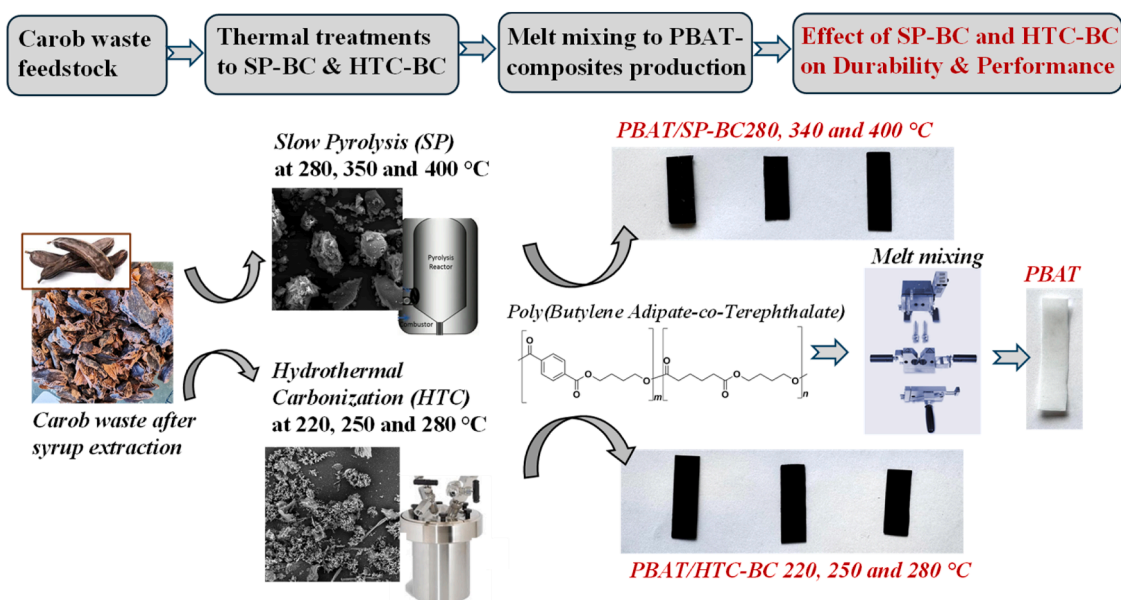 Carob waste
feedstock
Thermal treatments
to SP-BC & HTC-BC
Melt mixing to PBAT-
composites production
Effect of SP-BC and HTC-BC
on Durability & Performance
Slow Pyrolysis (SP)
at 280, 350 and 400 °C
PBAT/SP-BC280, 340 and 400 °C
Pyrolysis
Reactor
Combustor
Carob waste after
syrup extraction
Hydrothermal
Carbonization (HTC)
at 220, 250 and 280 °C
Poly(Butylene Adipate-co-Terephthalate)
O
O
O
O
m
O
O
O
O
n
Melt mixing
PBAT
PBAT/HTC-BC 220, 250 and 280 °C